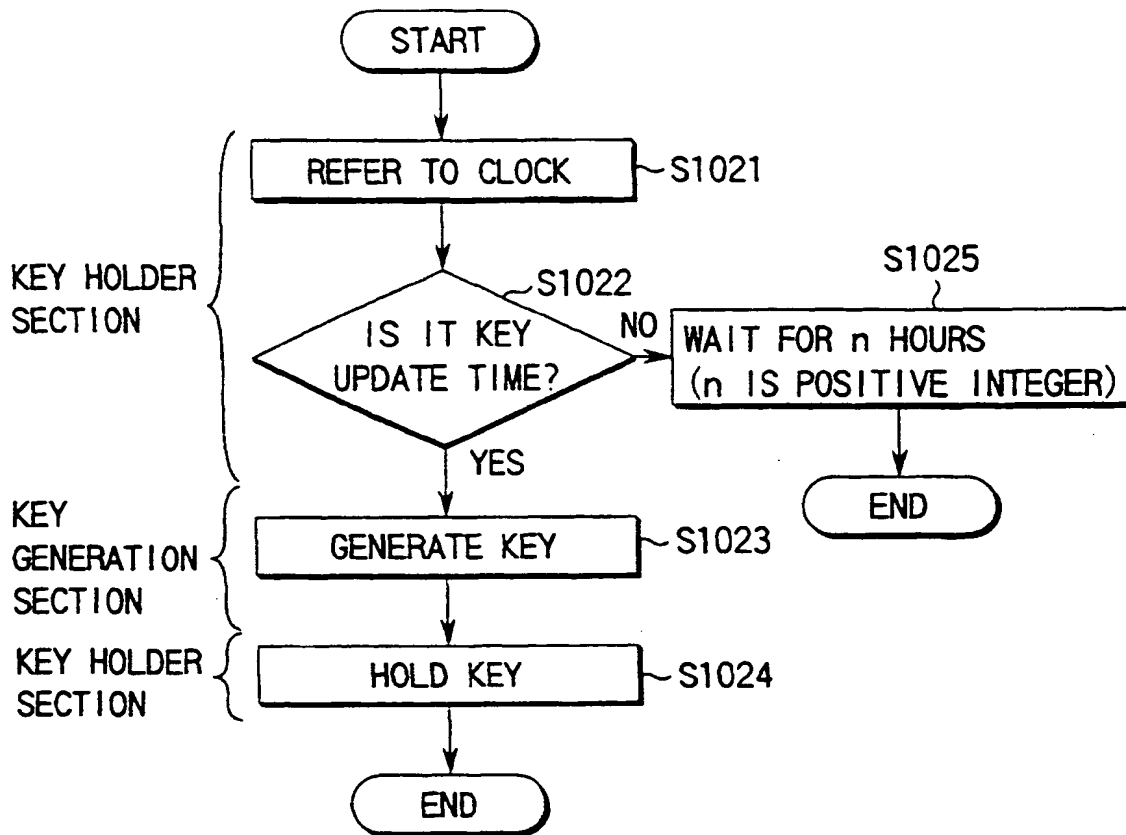 START
REFER TO CLOCK
S1021
KEY HOLDER
SECTION
S1022
IS IT KEY
UPDATE TIME?
NO
S1025
WAIT FOR n HOURS
(n IS POSITIVE INTEGER)
END
YES
KEY
GENERATION
SECTION
GENERATE KEY
S1023
KEY HOLDER
SECTION
HOLD KEY
S1024
END